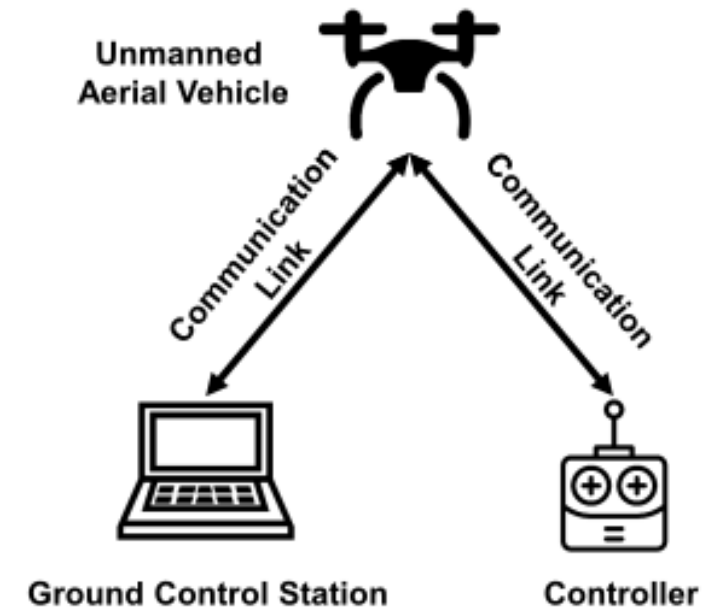 Unmanned
Aerial Vehicle
Communication
Link
Communication
Link
Ground Control Station
Controller